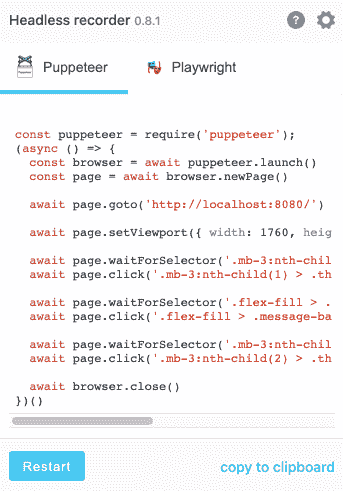 Headless recorder 0.8.1 ?
Puppeteer Playwright
const puppeteer = require('puppeteer');
(async () => {
  const browser = await puppeteer.launch()
  const page = await browser.newPage()
  await page.goto('http://localhost:8080/')
  await page.setViewport({ width: 1760, heig
  await page.waitForSelector('.mb-3:nth-chil
  await page.click('.mb-3:nth-child(1) > .th
  await page.waitForSelector('.flex-fill > .
  await page.click('.flex-fill > .message-ba
  await page.waitForSelector('.mb-3:nth-chil
  await page.click('.mb-3:nth-child(2) > .th
  await browser.close()
})()
Restart copy to clipboard